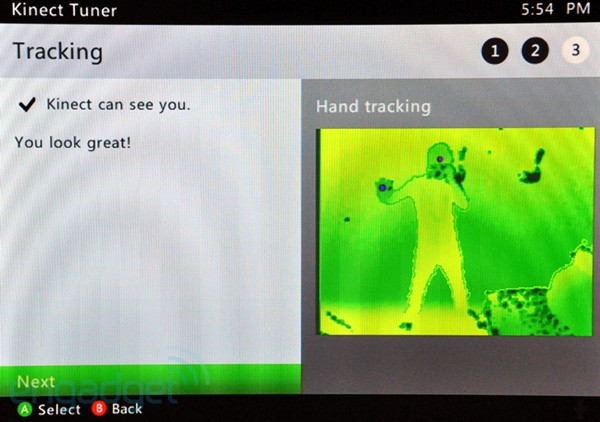 Kinect Tuner
5:54 PM
Tracking
1 2 3
Kinect can see you.
You look great!
Hand tracking
Next
engadget
A Select B Back